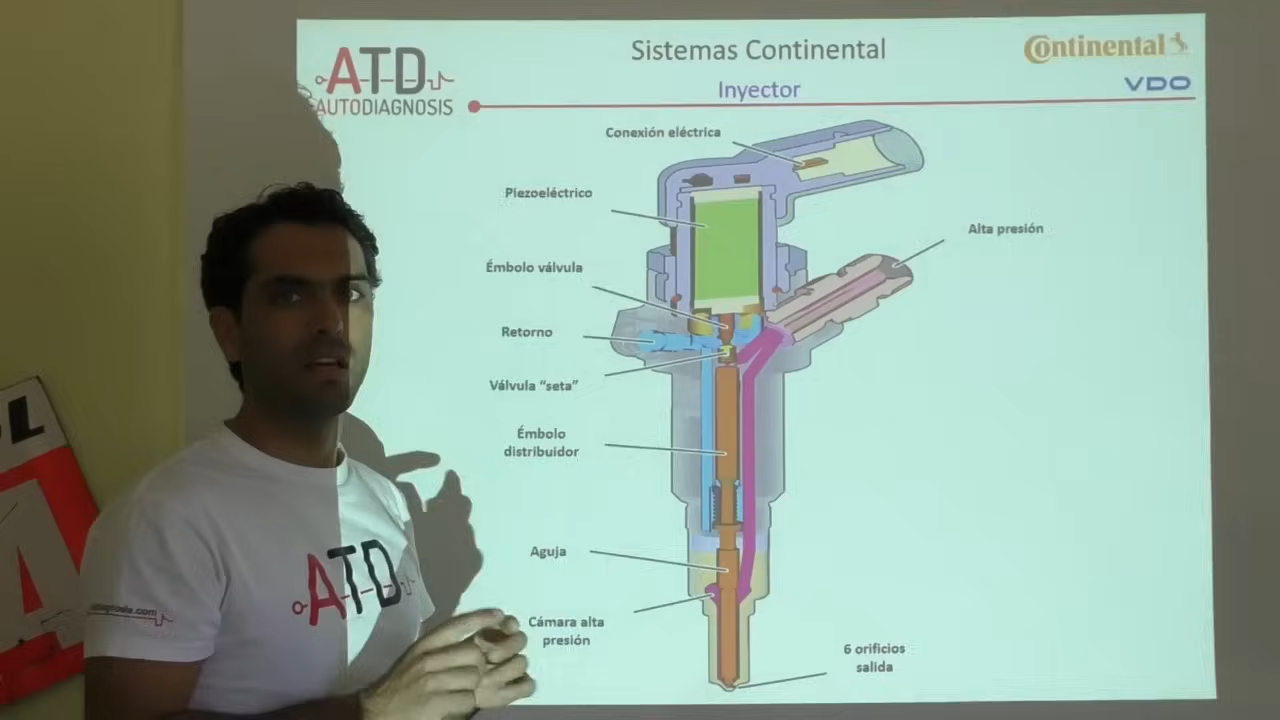 ATD
AUTODIAGNOSIS
Sistemas Continental
Inyector
Continental
VDO
Conexión eléctrica
Piezoeléctrico
Alta presión
Émbolo válvula
Retorno
Válvula “seta”
Émbolo
distribuidor
Aguja
Cámara alta
presión
6 orificios
salida
ATD